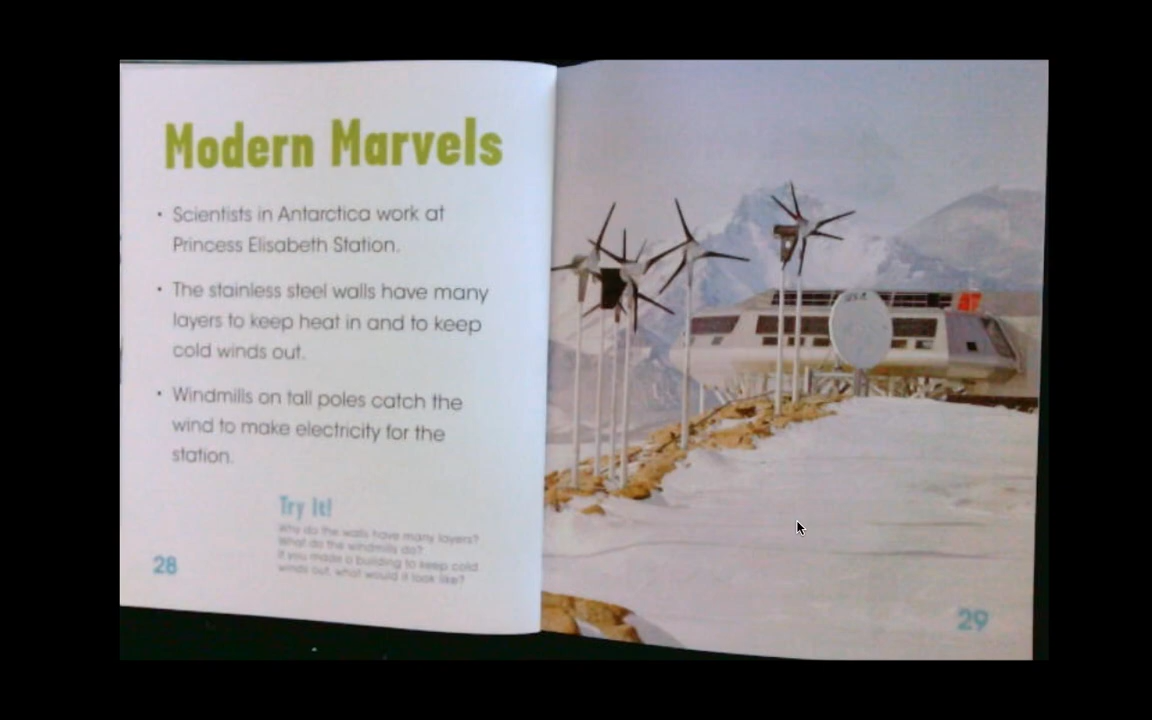 Modern Marvels
• Scientists in Antarctica work at
Princess Elisabeth Station.
• The stainless steel walls have many
layers to keep heat in and to keep
cold winds out.
• Windmills on tall poles catch the
wind to make electricity for the
station.
Try It!
Why do the walls have many layers?
What do the windmills do?
If you made a building to keep cold
winds out, what would it look like?
28
29